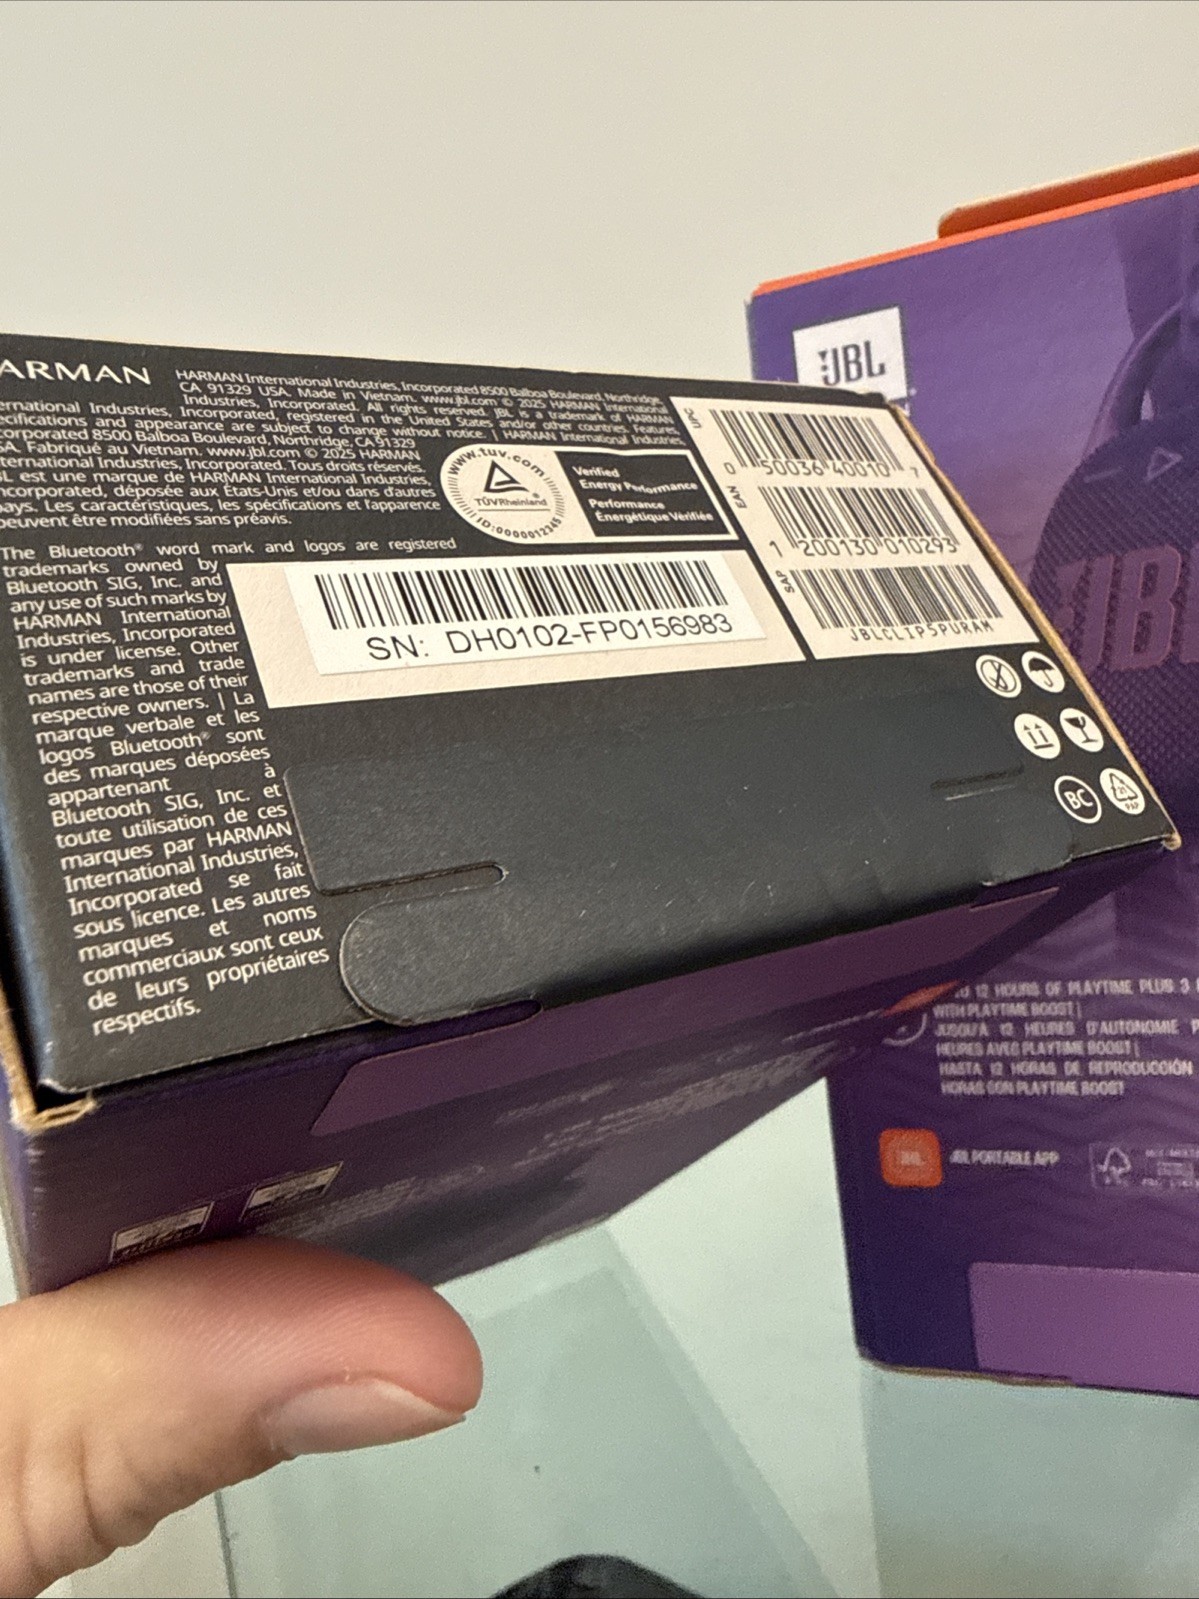 ARMAN
HARMAN International Industries, Incorporated 8500 Balboa Boulevard, Northridge,
CA 91329 USA. Made in Vietnam. www.jbl.com © 2025 HARMAN International
Industries, Incorporated. All rights reserved. JBL is a trademark of HARMAN
ernational Industries, Incorporated, registered in the United States and/or other countries. Features,
ecifications and appearance are subject to change without notice. | HARMAN International Industries,
corporated 8500 Balboa Boulevard, Northridge, CA 91329
SA. Fabriqué au Vietnam. www.jbl.com © 2025 HARMAN
ternational Industries, Incorporated. Tous droits réservés.
BL est une marque de HARMAN International Industries,
ncorporated, déposée aux États-Unis et/ou dans d'autres
pays. Les caractéristiques, les spécifications et l'apparence
peuvent être modifiées sans préavis.
The Bluetooth® word mark and logos are registered
trademarks owned by
Bluetooth SIG, Inc. and
any use of such marks by
HARMAN International
Industries, Incorporated
is under license. Other
trademarks and trade
names are those of their
respective owners. | La
marque verbale et les
logos Bluetooth® sont
des marques déposées
appartenant à
Bluetooth SIG, Inc. et
toute utilisation de ces
marques par HARMAN
International Industries,
Incorporated se fait
sous licence. Les autres
marques et noms
commerciaux sont ceux
de leurs propriétaires
respectifs.
www.tuv.com
TÜVRheinland®
ID:0000012345
Verified
Energy Performance
Performance
Énergétique Vérifiée
SN: DH0102-FP0156983
UPC
0 50036 40010 7
EAN
1 200130 010293
SAP
JBLCLIP5PURAM
BC
21
PAP
JBL
JBL
12 HOURS OF PLAYTIME PLUS 3
WITH PLAYTIME BOOST |
JUSQU'À 12 HEURES D'AUTONOMIE
HEURES AVEC PLAYTIME BOOST |
HASTA 12 HORAS DE REPRODUCCIÓN
HORAS CON PLAYTIME BOOST
JBL
JBL PORTABLE APP